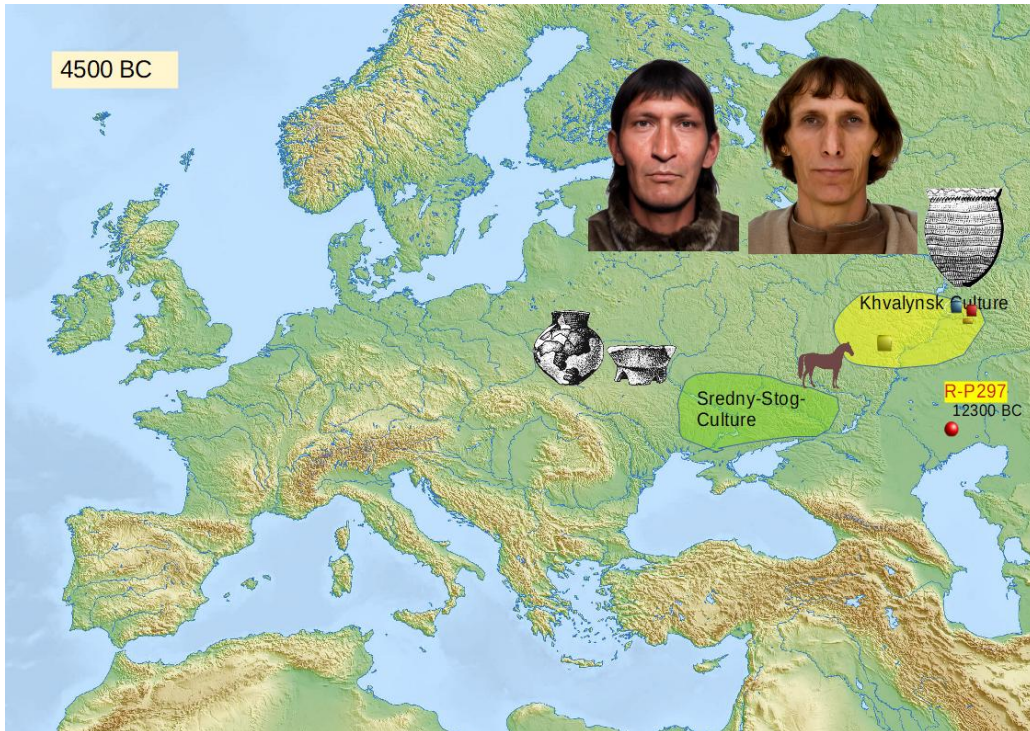 4500 BC
Khvalynsk Culture
R-P297
12300 BC
Sredny-Stog-
Culture